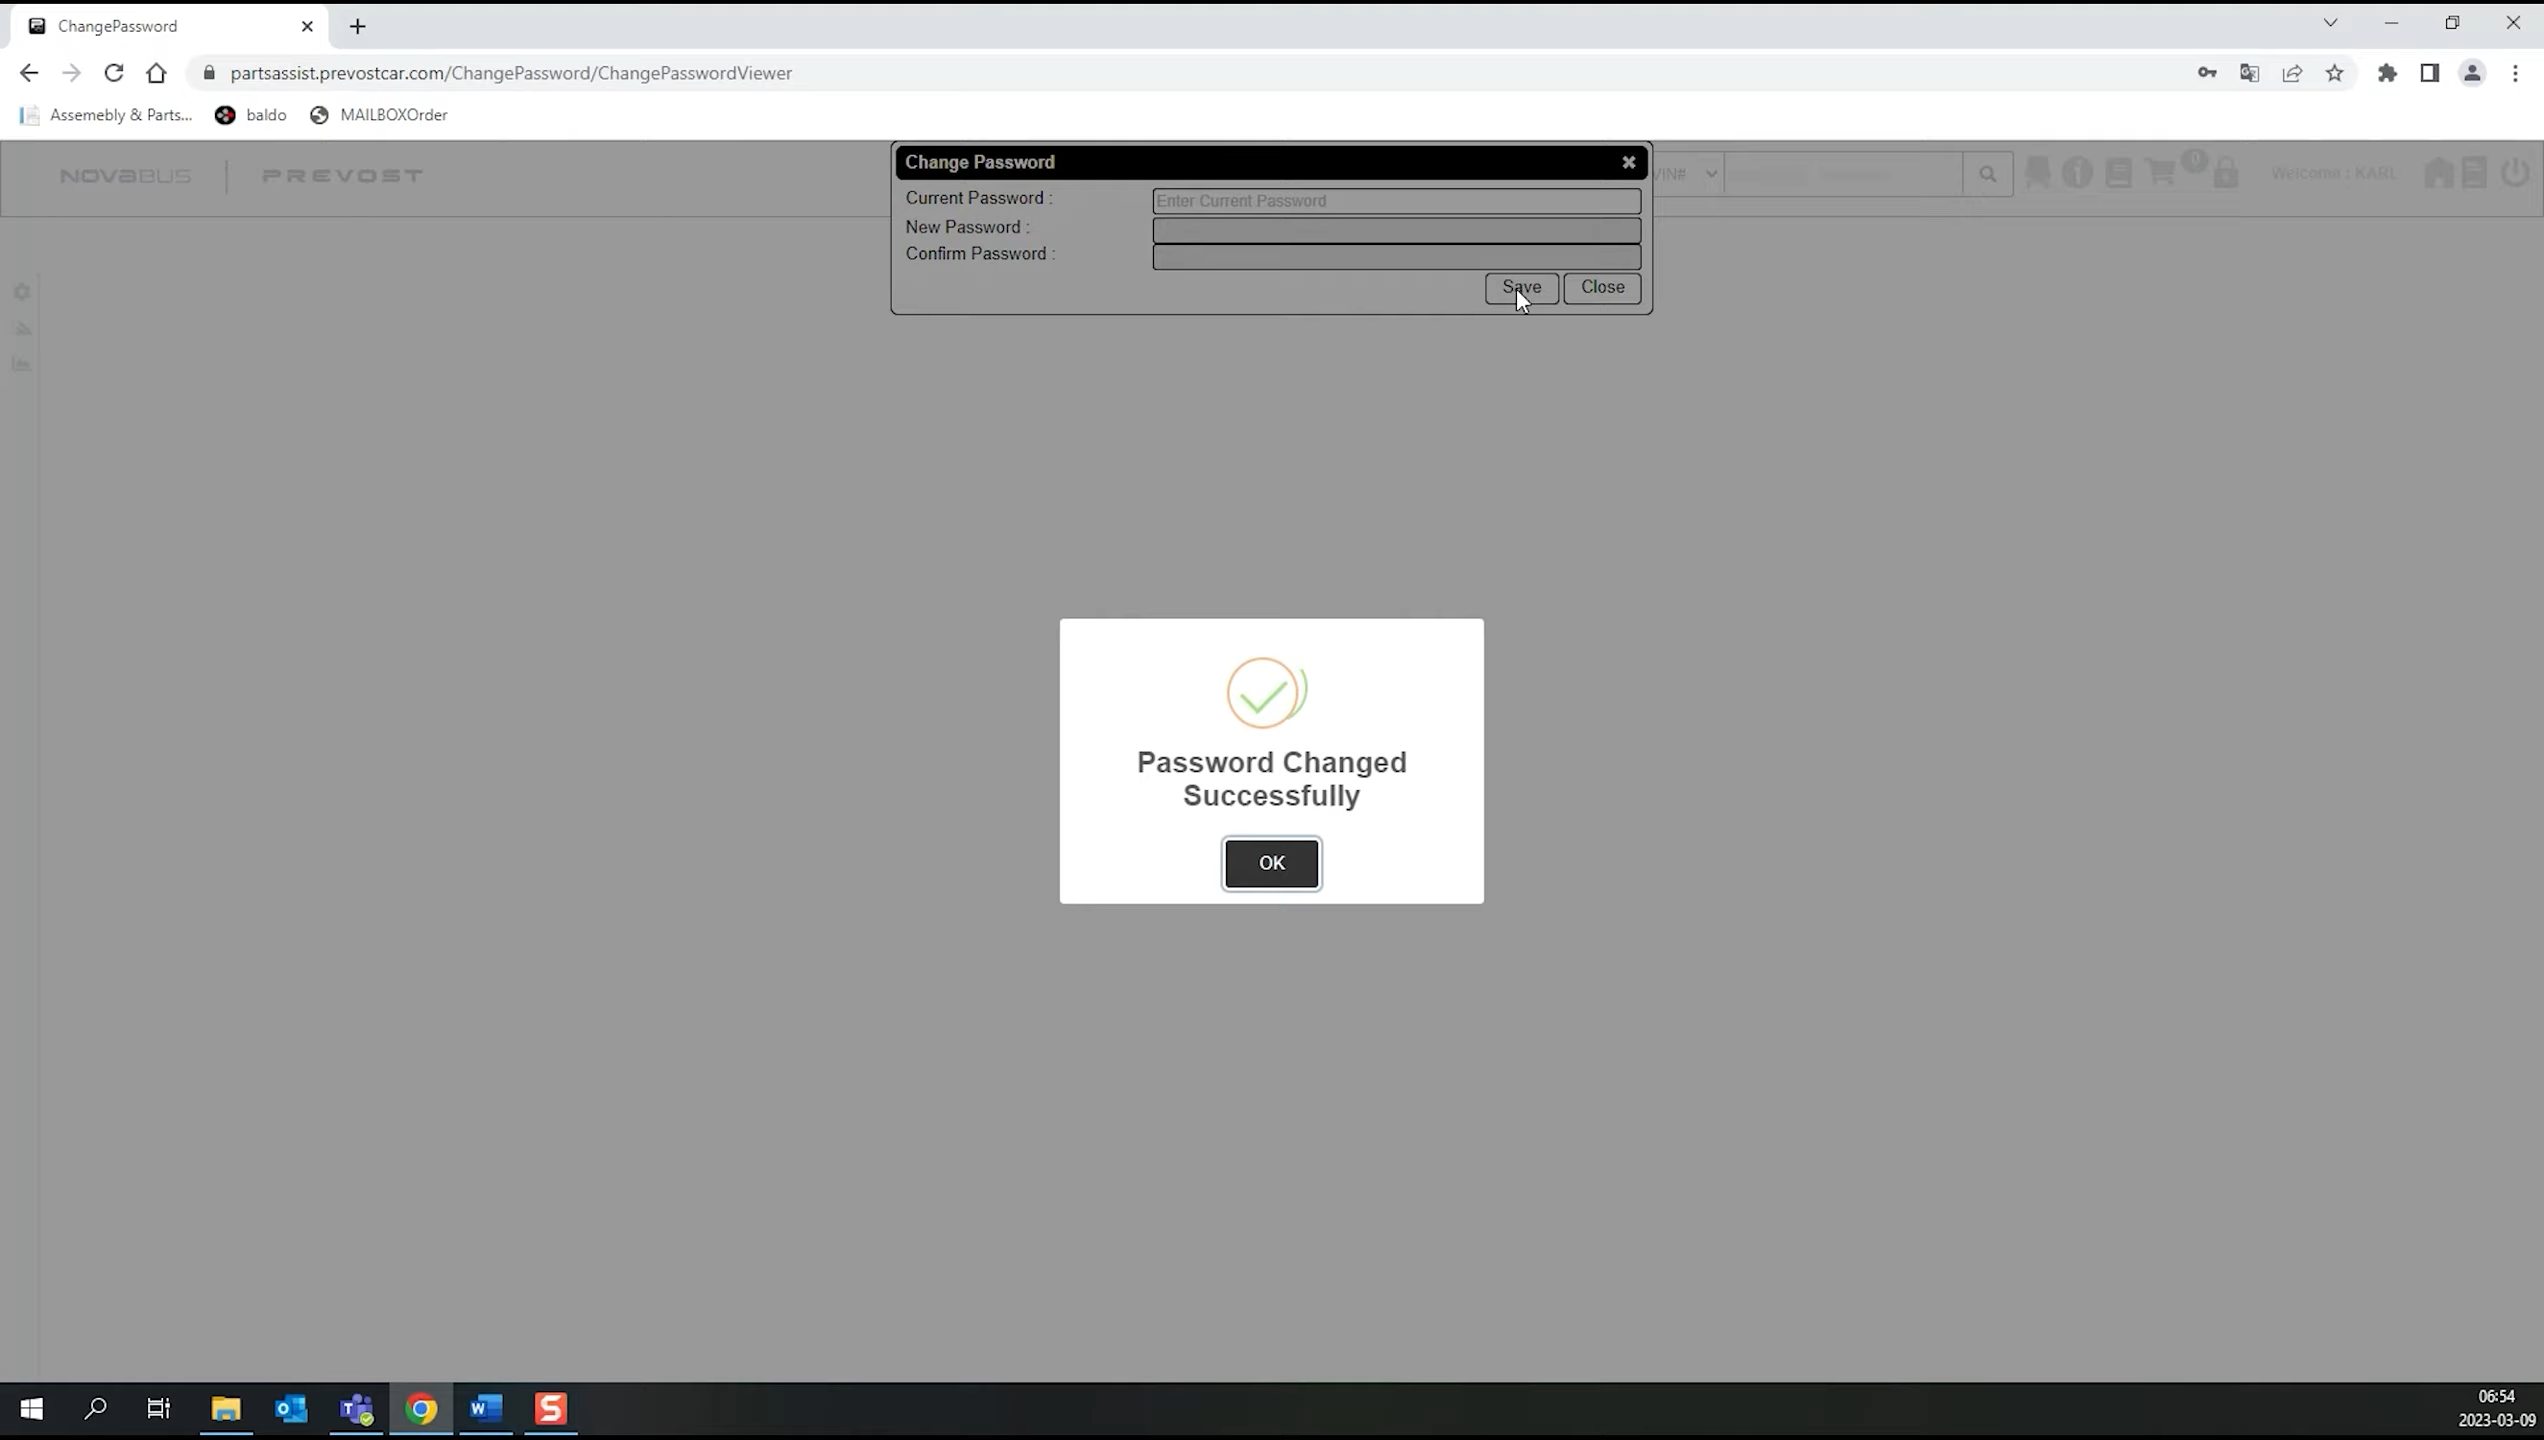 ChangePassword
partsassist.prevostcar.com/ChangePassword/ChangePasswordViewer
Assemebly & Parts... baldo MAILBOXOrder
NOVABUS | PREVOST
Change Password
VIN#
0
Welcome : KARL
Current Password :
Enter Current Password
New Password :
Confirm Password :
Save Close
Password Changed
Successfully
OK
06:54
2023-03-09